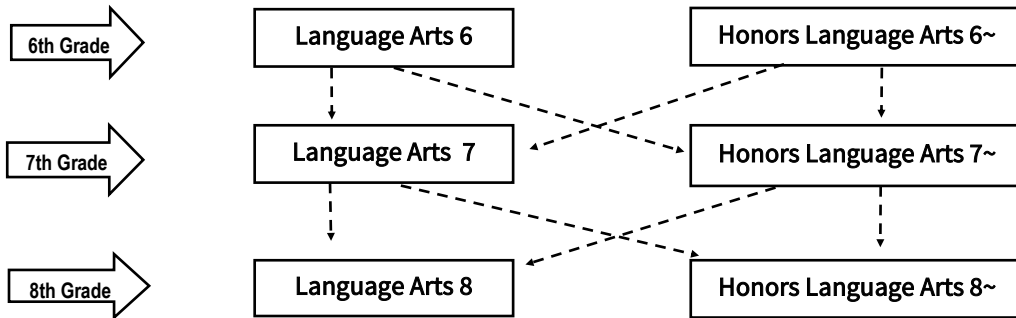 6th Grade
Language Arts 6
Honors Language Arts 6~
7th Grade
Language Arts 7
Honors Language Arts 7~
8th Grade
Language Arts 8
Honors Language Arts 8~